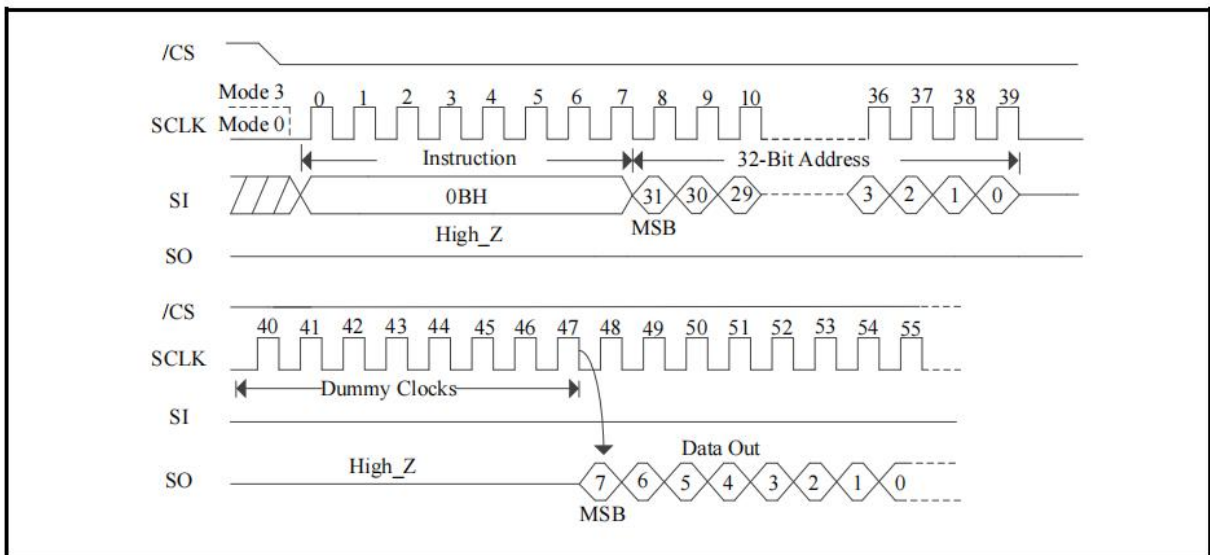 /CS
Mode 3
0 1 2 3 4 5 6 7 8 9 10 36 37 38 39
SCLK Mode 0
Instruction 32-Bit Address
SI 0BH 31 30 29 3 2 1 0
High_Z MSB
SO
/CS
40 41 42 43 44 45 46 47 48 49 50 51 52 53 54 55
SCLK
Dummy Clocks
SI
High_Z Data Out
SO 7 6 5 4 3 2 1 0
MSB